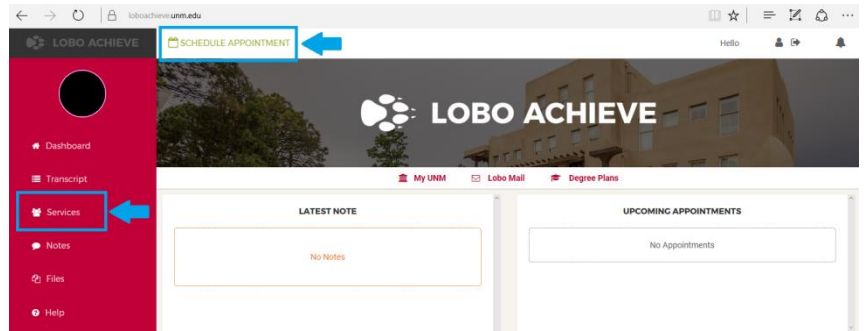 loboachieve.unm.edu
LOBO ACHIEVE
SCHEDULE APPOINTMENT
Hello
LOBO ACHIEVE
Dashboard
Transcript
Services
Notes
Files
Help
My UNM
Lobo Mail
Degree Plans
LATEST NOTE
No Notes
UPCOMING APPOINTMENTS
No Appointments